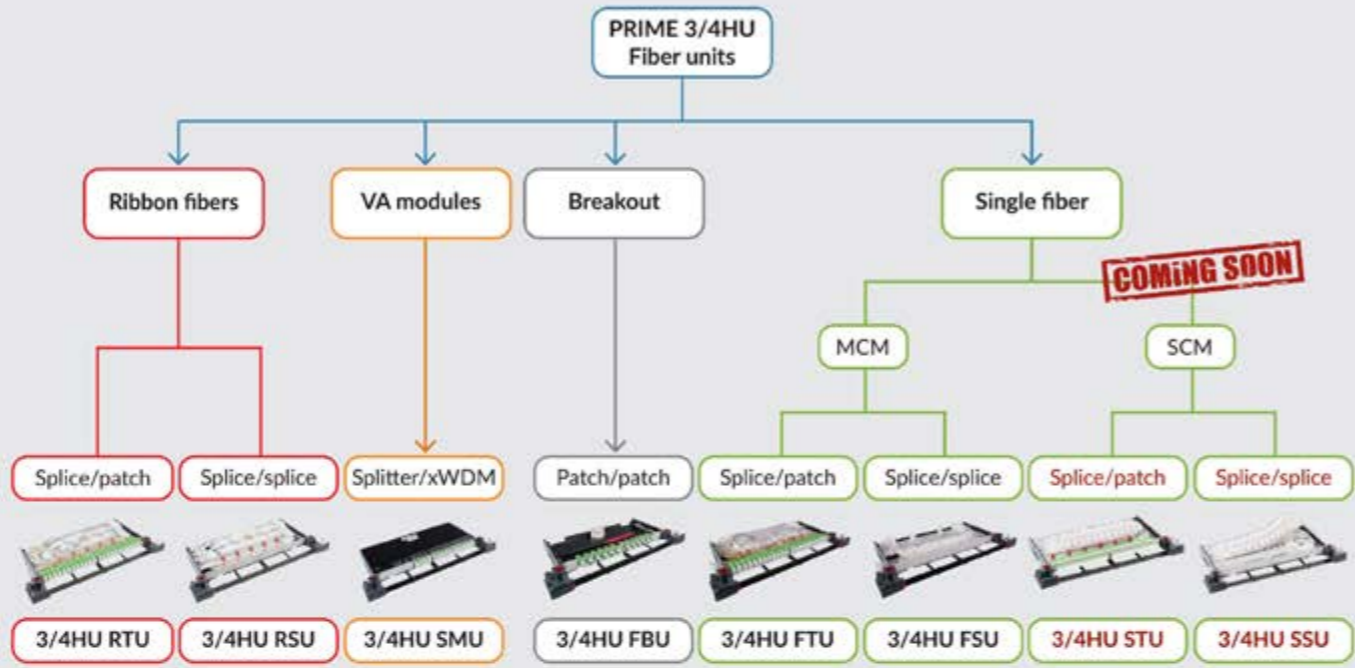 PRIME 3/4HU
Fiber units
Ribbon fibers
VA modules
Breakout
Single fiber
COMiNG SOON
MCM
SCM
Splice/patch
Splice/splice
Splitter/xWDM
Patch/patch
Splice/patch
Splice/splice
Splice/patch
Splice/splice
3/4HU RTU
3/4HU RSU
3/4HU SMU
3/4HU FBU
3/4HU FTU
3/4HU FSU
3/4HU STU
3/4HU SSU